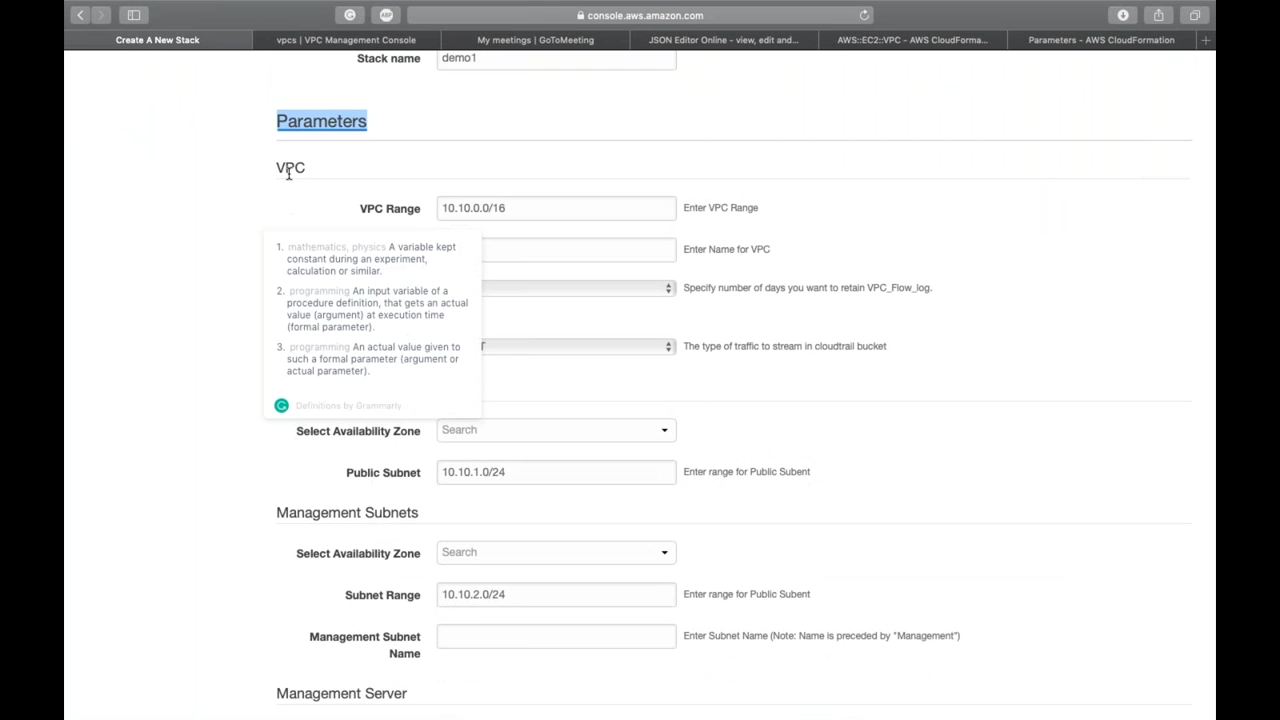 console.aws.amazon.com
ABP
Create A New Stack
vpcs | VPC Management Console
My meetings | GoToMeeting
JSON Editor Online - view, edit and...
AWS::EC2::VPC - AWS CloudForma...
Parameters - AWS CloudFormation
Stack name
demo1
Parameters
VPC
VPC Range
10.10.0.0/16
Enter VPC Range
Enter Name for VPC
1. mathematics, physics A variable kept
constant during an experiment,
calculation or similar.
2. programming An input variable of a
procedure definition, that gets an actual
value (argument) at execution time
(formal parameter).
3. programming An actual value given to
such a formal parameter (argument or
actual parameter).
Definitions by Grammarly
Specify number of days you want to retain VPC_Flow_log.
The type of traffic to stream in cloudtrail bucket
Select Availability Zone
Search
Public Subnet
10.10.1.0/24
Enter range for Public Subent
Management Subnets
Select Availability Zone
Search
Subnet Range
10.10.2.0/24
Enter range for Public Subent
Management Subnet
Name
Enter Subnet Name (Note: Name is preceded by "Management")
Management Server